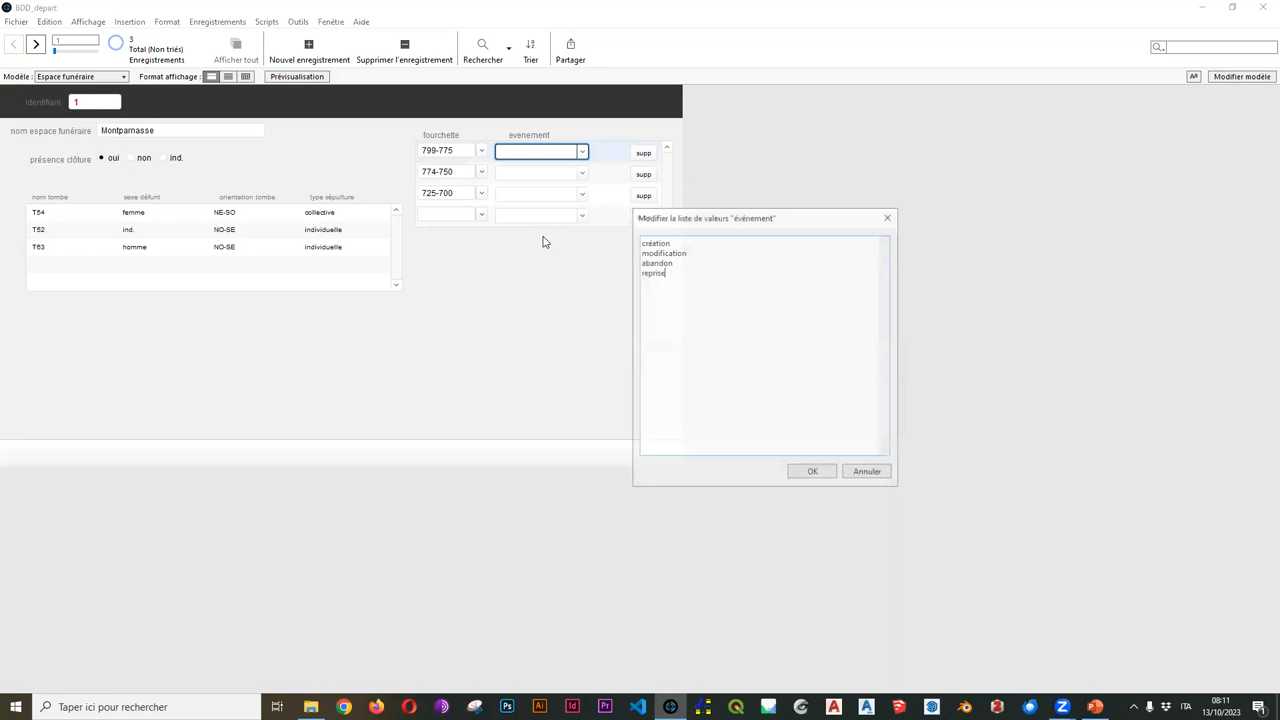 BDD_depart
Fichier Edition Affichage Insertion Format Enregistrements Scripts Outils Fenêtre Aide
1
3
Total (Non triés)
Enregistrements
Afficher tout Nouvel enregistrement Supprimer l'enregistrement Rechercher Trier Partager
Modèle : Espace funéraire Format affichage : Prévisualisation Modifier modèle
Identifiant 1
nom espace funéraire Montparnasse
présence clôture oui non ind.
nom tombe sexe défunt orientation tombe type sépulture
T54 femme NE-SO collective
T52 ind. NO-SE individuelle
T63 homme NO-SE individuelle
fourchette evenement
799-775 supp
774-750 supp
725-700 supp
Modifier la liste de valeurs "événement"
création
modification
abandon
reprise
OK Annuler
Taper ici pour rechercher
ITA
08:11
13/10/2023